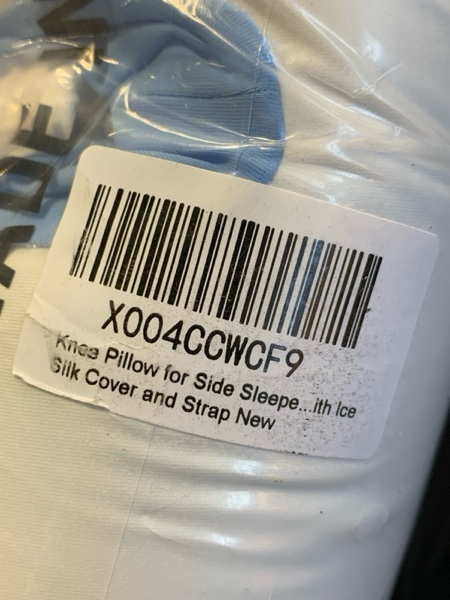 X004CCWCF9
Knee Pillow for Side Sleepe...ith Ice
Silk Cover and Strap New